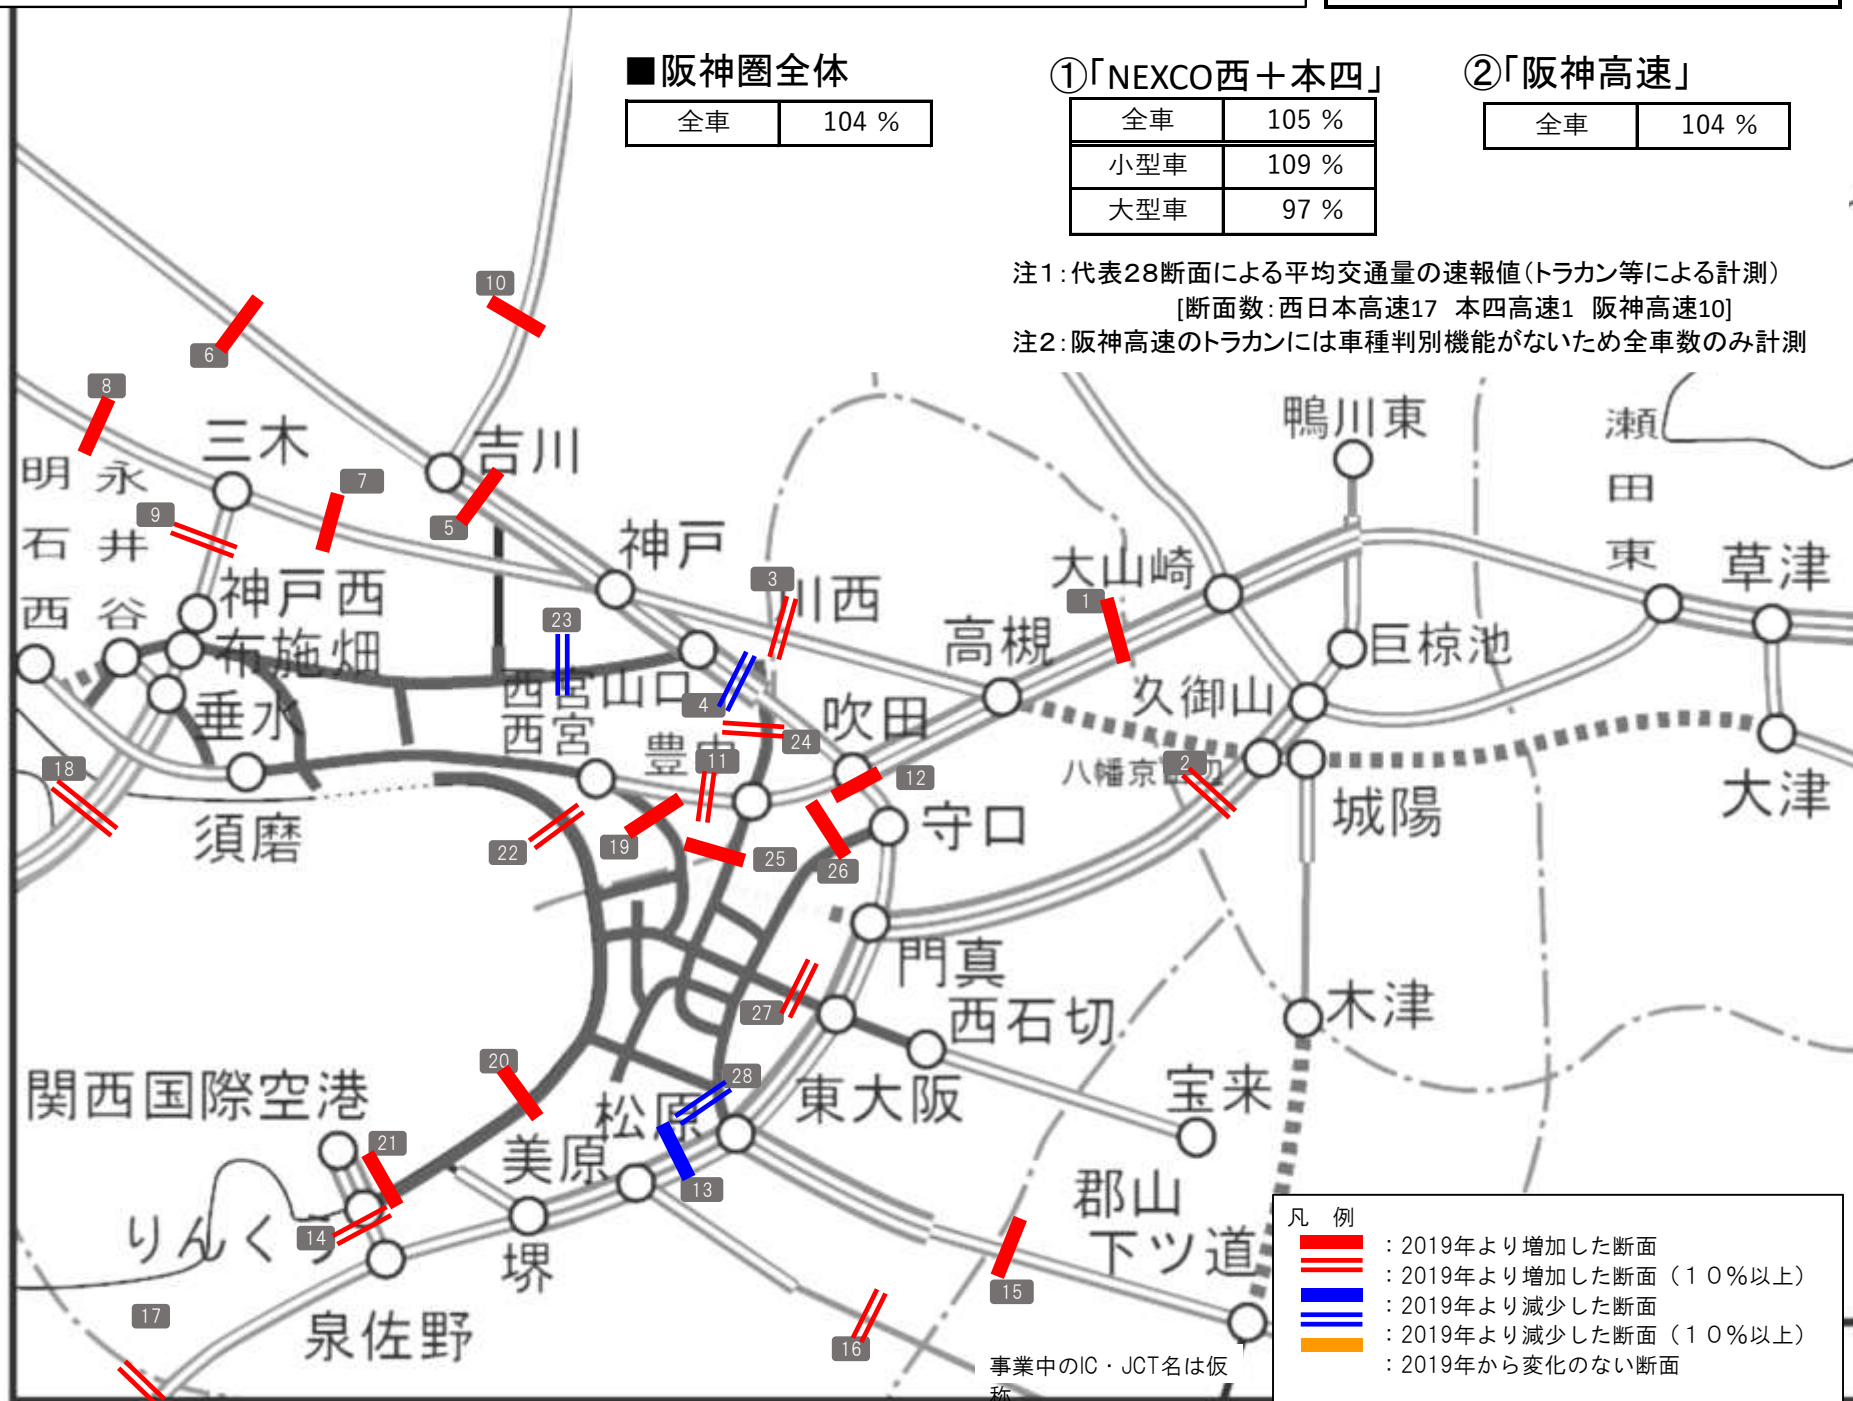 ■阪神圏全体
全車 104 %
①「NEXCO西＋本四」
全車 105 %
小型車 109 %
大型車 97 %
②「阪神高速」
全車 104 %
注１：代表２８断面による平均交通量の速報値（トラカン等による計測）
［断面数：西日本高速17 本四高速1 阪神高速10］
注２：阪神高速のトラカンには車種判別機能がないため全車数のみ計測
10
6
8
鴨川東
瀬田東
三木
吉川
明石西
永井谷
7
9
5
神戸
大山崎
草津
3
川西
1
神戸西
23
布施畑
高槻
巨椋池
西宮山口
久御山
垂水
4
吹田
西宮
豊中
24
11
18
12
八幡京田辺
2
大津
須磨
守口
城陽
22
19
25
26
門真
27
西石切
木津
20
28
関西国際空港
松原
東大阪
宝来
21
美原
13
郡山下ツ道
14
りんくう
堺
15
17
泉佐野
16
事業中のIC・JCT名は仮
称
凡 例
：2019年より増加した断面
：2019年より増加した断面（１０％以上）
：2019年より減少した断面
：2019年より減少した断面（１０％以上）
：2019年から変化のない断面